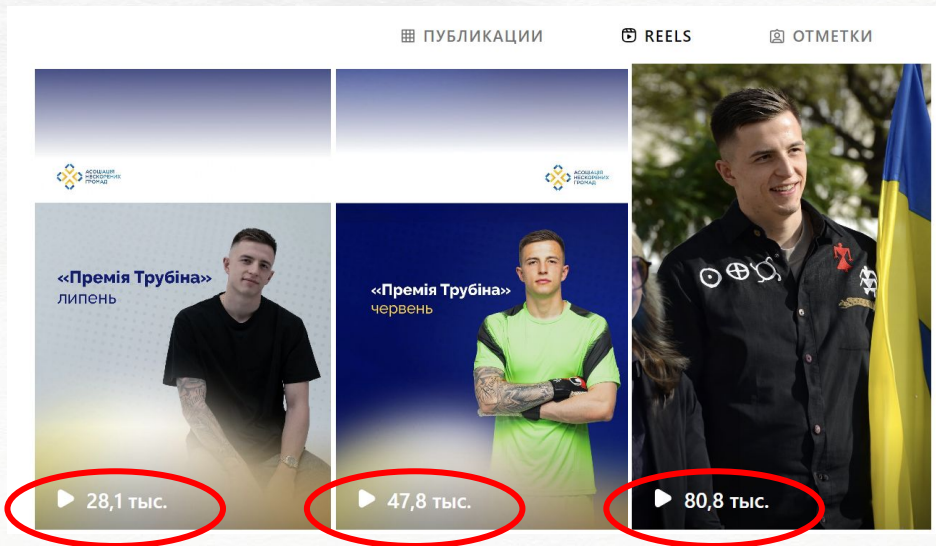 ПУБЛИКАЦИИ
REELS
ОТМЕТКИ
АСОЦІАЦІЯ
НЕСКОРЕНИХ
ГРОМАД
«Премія Трубіна»
липень
28,1 тыс.
АСОЦІАЦІЯ
НЕСКОРЕНИХ
ГРОМАД
«Премія Трубіна»
червень
47,8 тыс.
80,8 тыс.